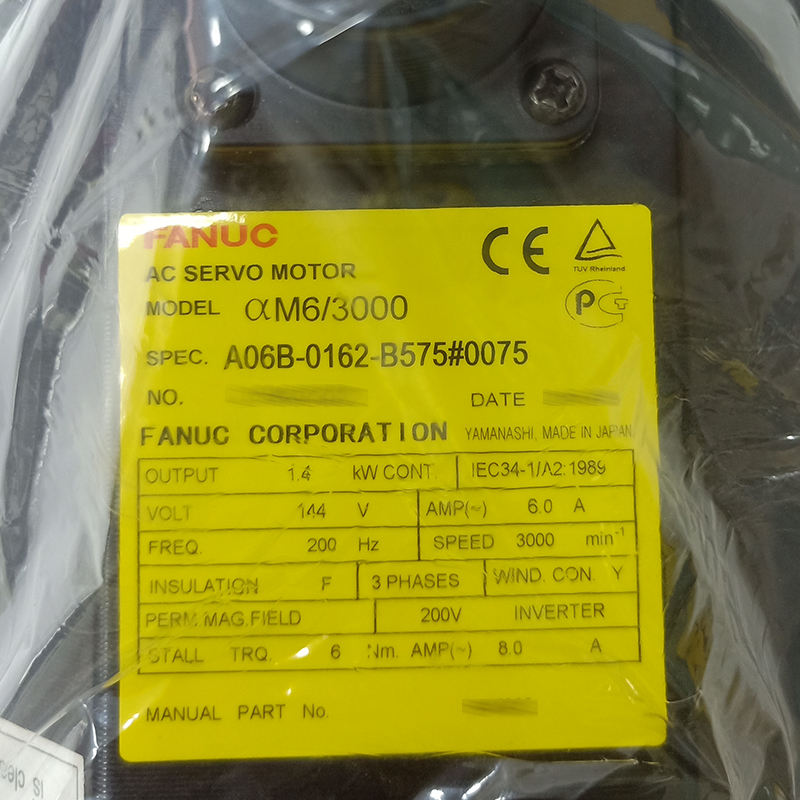 FANUC
CE
TUV Rheinland
AC SERVO MOTOR
MODEL αM6/3000
SPEC. A06B-0162-B575#0075
NO.
DATE
FANUC CORPORATION YAMANASHI, MADE IN JAPAN
OUTPUT 1.4 kW CONT. IEC34-1/A2:1989
VOLT 144 V AMP(~) 6.0 A
FREQ. 200 Hz SPEED 3000 min⁻¹
INSULATION F 3 PHASES WIND. CON. Y
PERM.MAG.FIELD 200V INVERTER
STALL TRQ. 6 Nm. AMP(~) 8.0 A
MANUAL PART No.
is clea